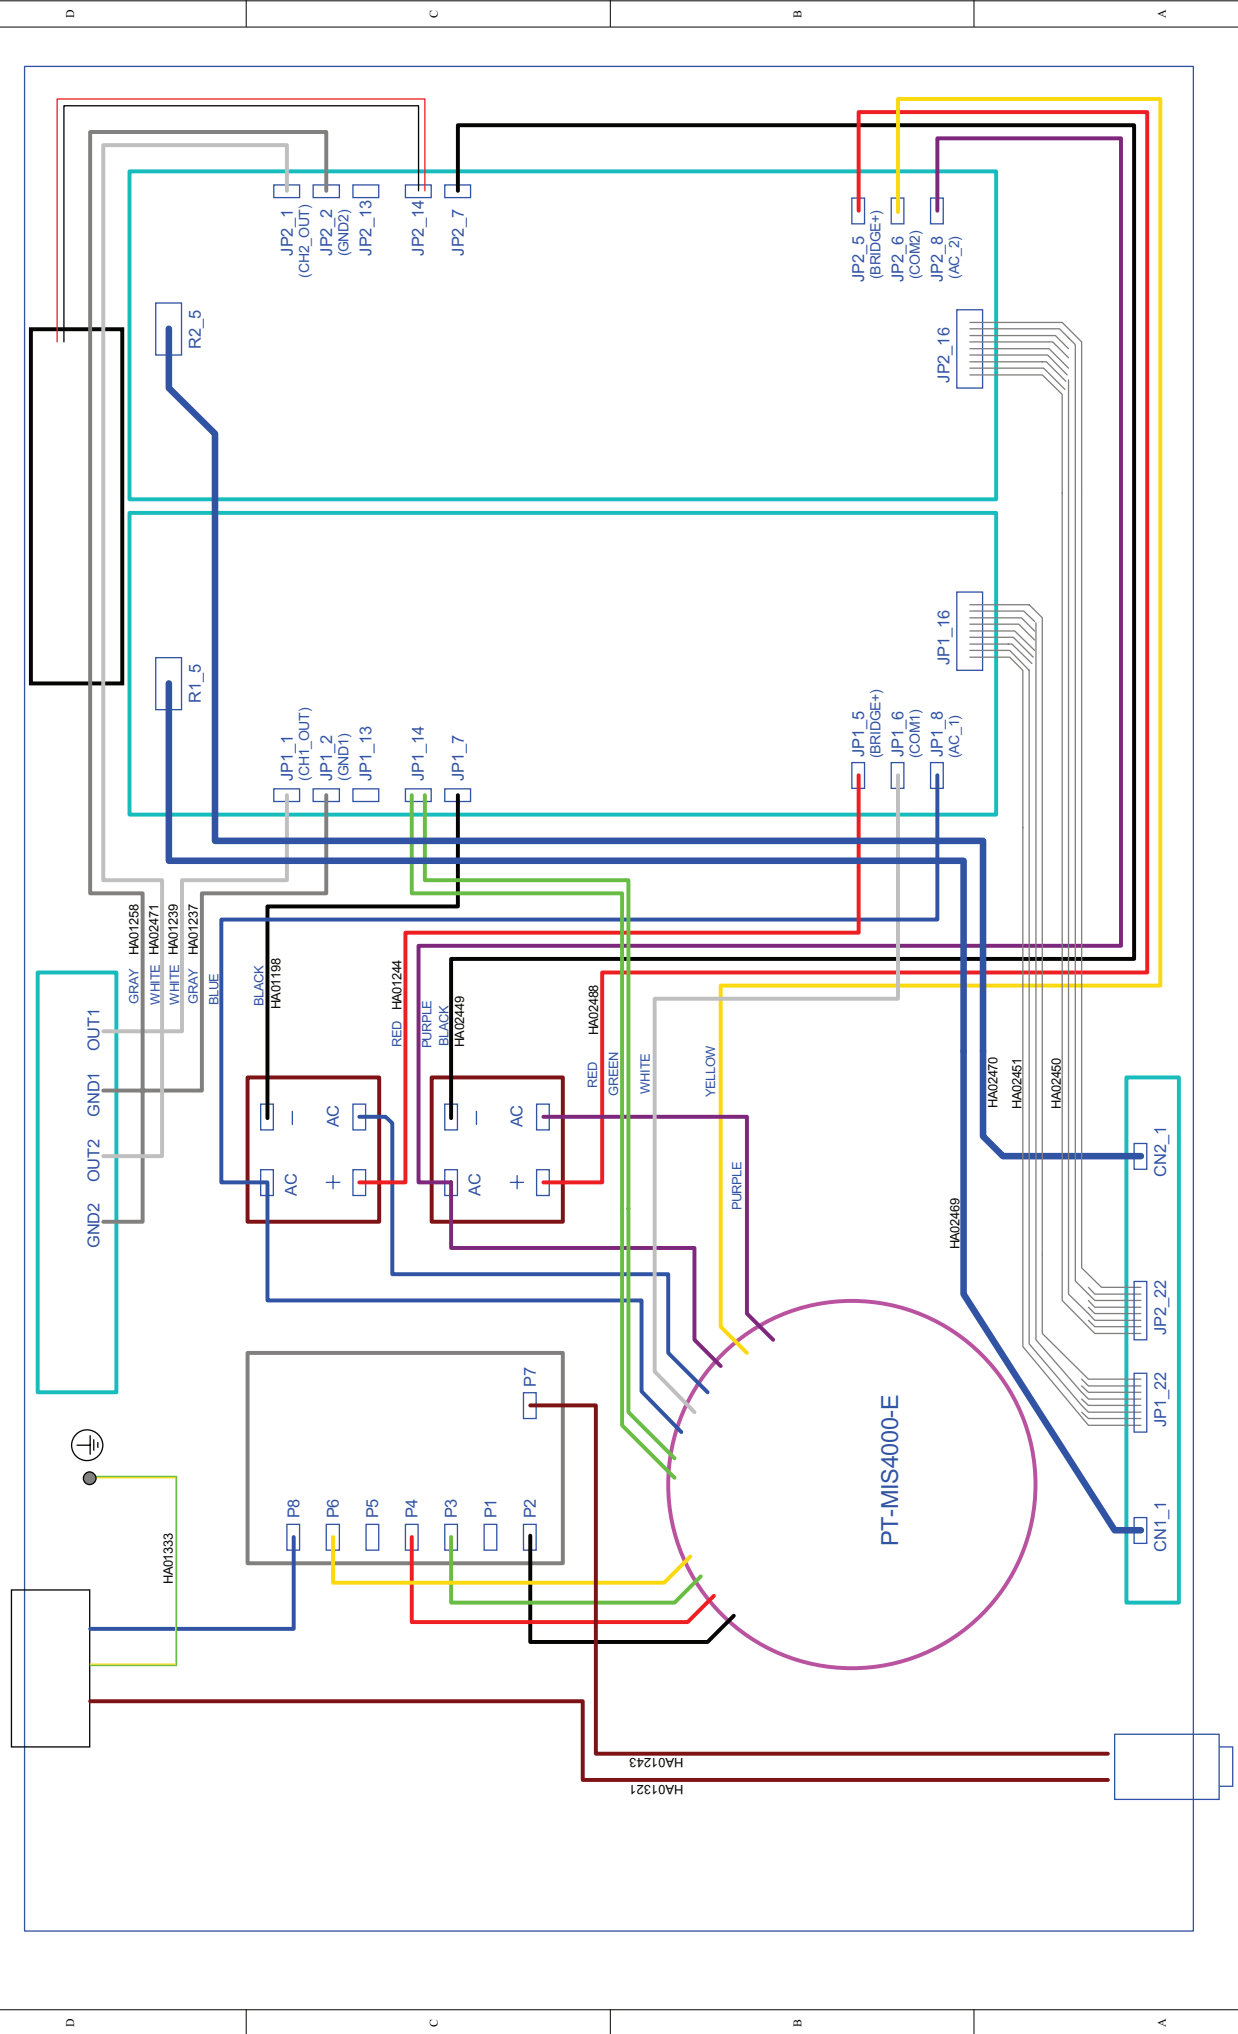 D
C
B
A
JP2_1
(CH2_OUT)
JP2_2
(GND2)
JP2_13
JP2_14
JP2_7
JP2_5
(BRIDGE+)
JP2_6
(COM2)
JP2_8
(AC_2)
R2_5
JP2_16
R1_5
JP1_16
JP1_1
(CH1_OUT)
JP1_2
(GND1)
JP1_13
JP1_14
JP1_7
JP1_5
(BRIDGE+)
JP1_6
(COM1)
JP1_8
(AC_1)
GRAY HA01258
WHITE HA02471
WHITE HA01239
GRAY HA01237
BLUE
BLACK
HA01198
RED HA01244
PURPLE
BLACK
HA02449
RED HA02488
GREEN
WHITE
YELLOW
PURPLE
HA02470
HA02451
HA02450
HA02469
OUT1
GND1
OUT2
GND2
−
AC
AC
+
−
AC
AC
+
CN2_1
JP2_22
JP1_22
CN1_1
P7
P8
P6
P5
P4
P3
P1
P2
PT-MIS4000-E
HA01333
HA01243
HA01321
D
C
B
A